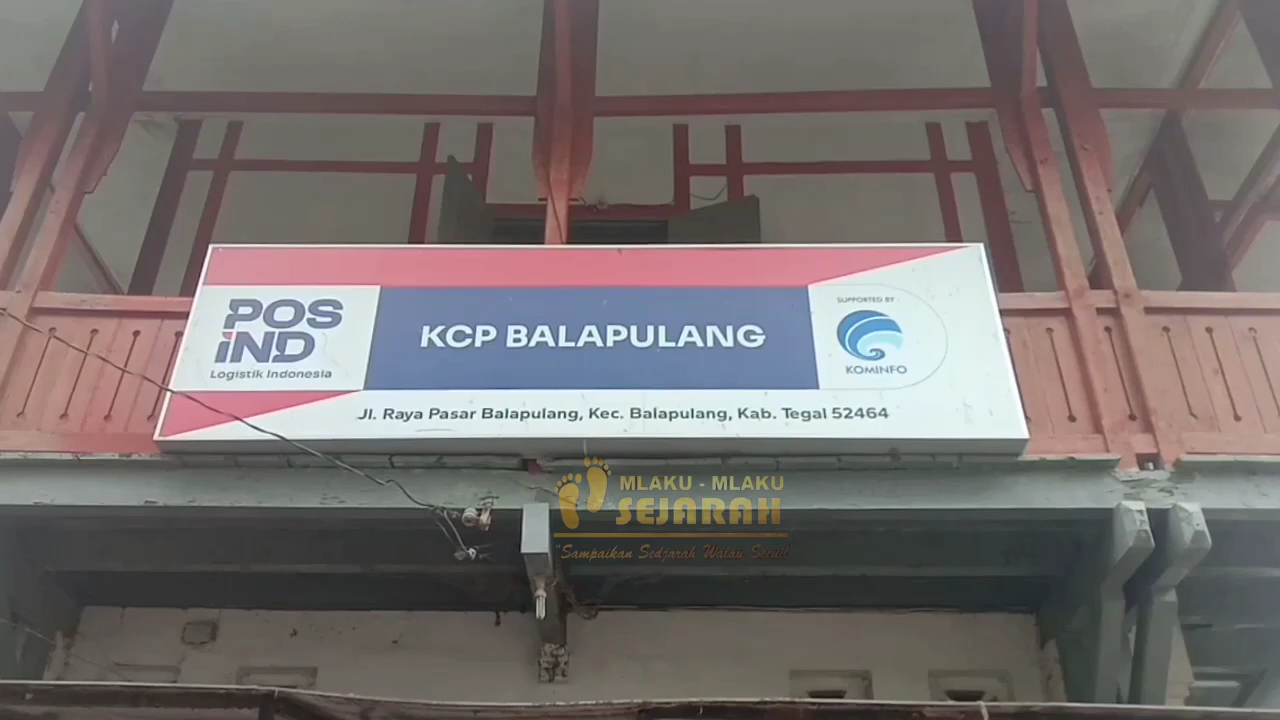 POS IND
Logistik Indonesia
KCP BALAPULANG
SUPPORTED BY :
KOMINFO
Jl. Raya Pasar Balapulang, Kec. Balapulang, Kab. Tegal 52464
MLAKU - MLAKU
SEJARAH
"Sampaikan Sedjarah Walau Secuil"